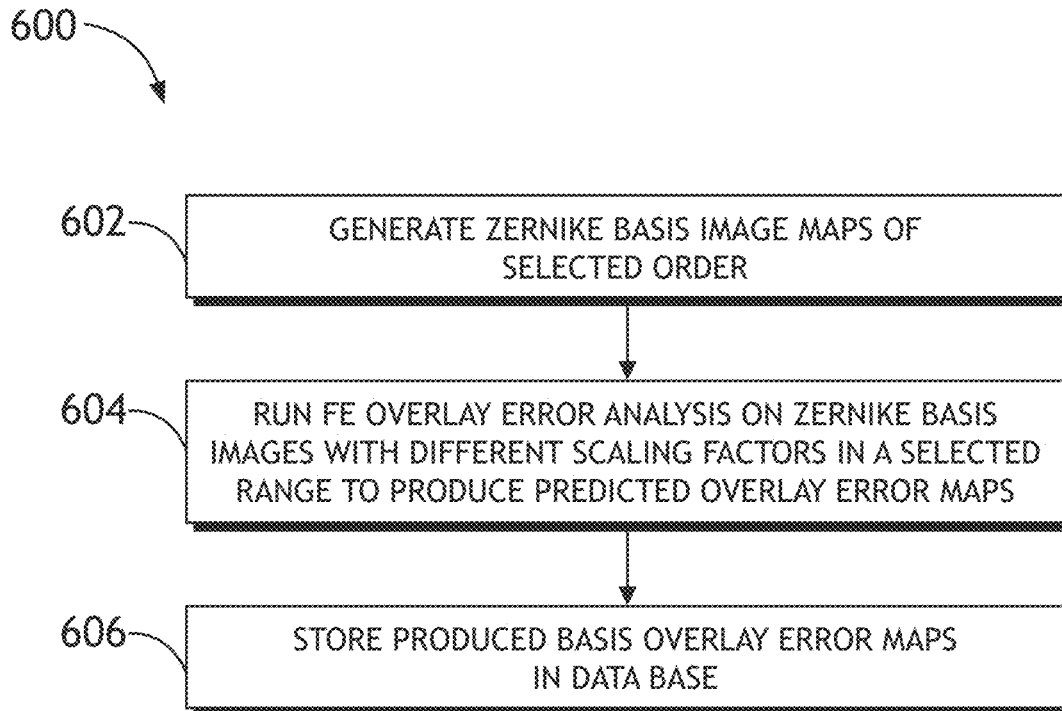 600
602
GENERATE ZERNIKE BASIS IMAGE MAPS OF
SELECTED ORDER
604
RUN FE OVERLAY ERROR ANALYSIS ON ZERNIKE BASIS
IMAGES WITH DIFFERENT SCALING FACTORS IN A SELECTED
RANGE TO PRODUCE PREDICTED OVERLAY ERROR MAPS
606
STORE PRODUCED BASIS OVERLAY ERROR MAPS
IN DATA BASE